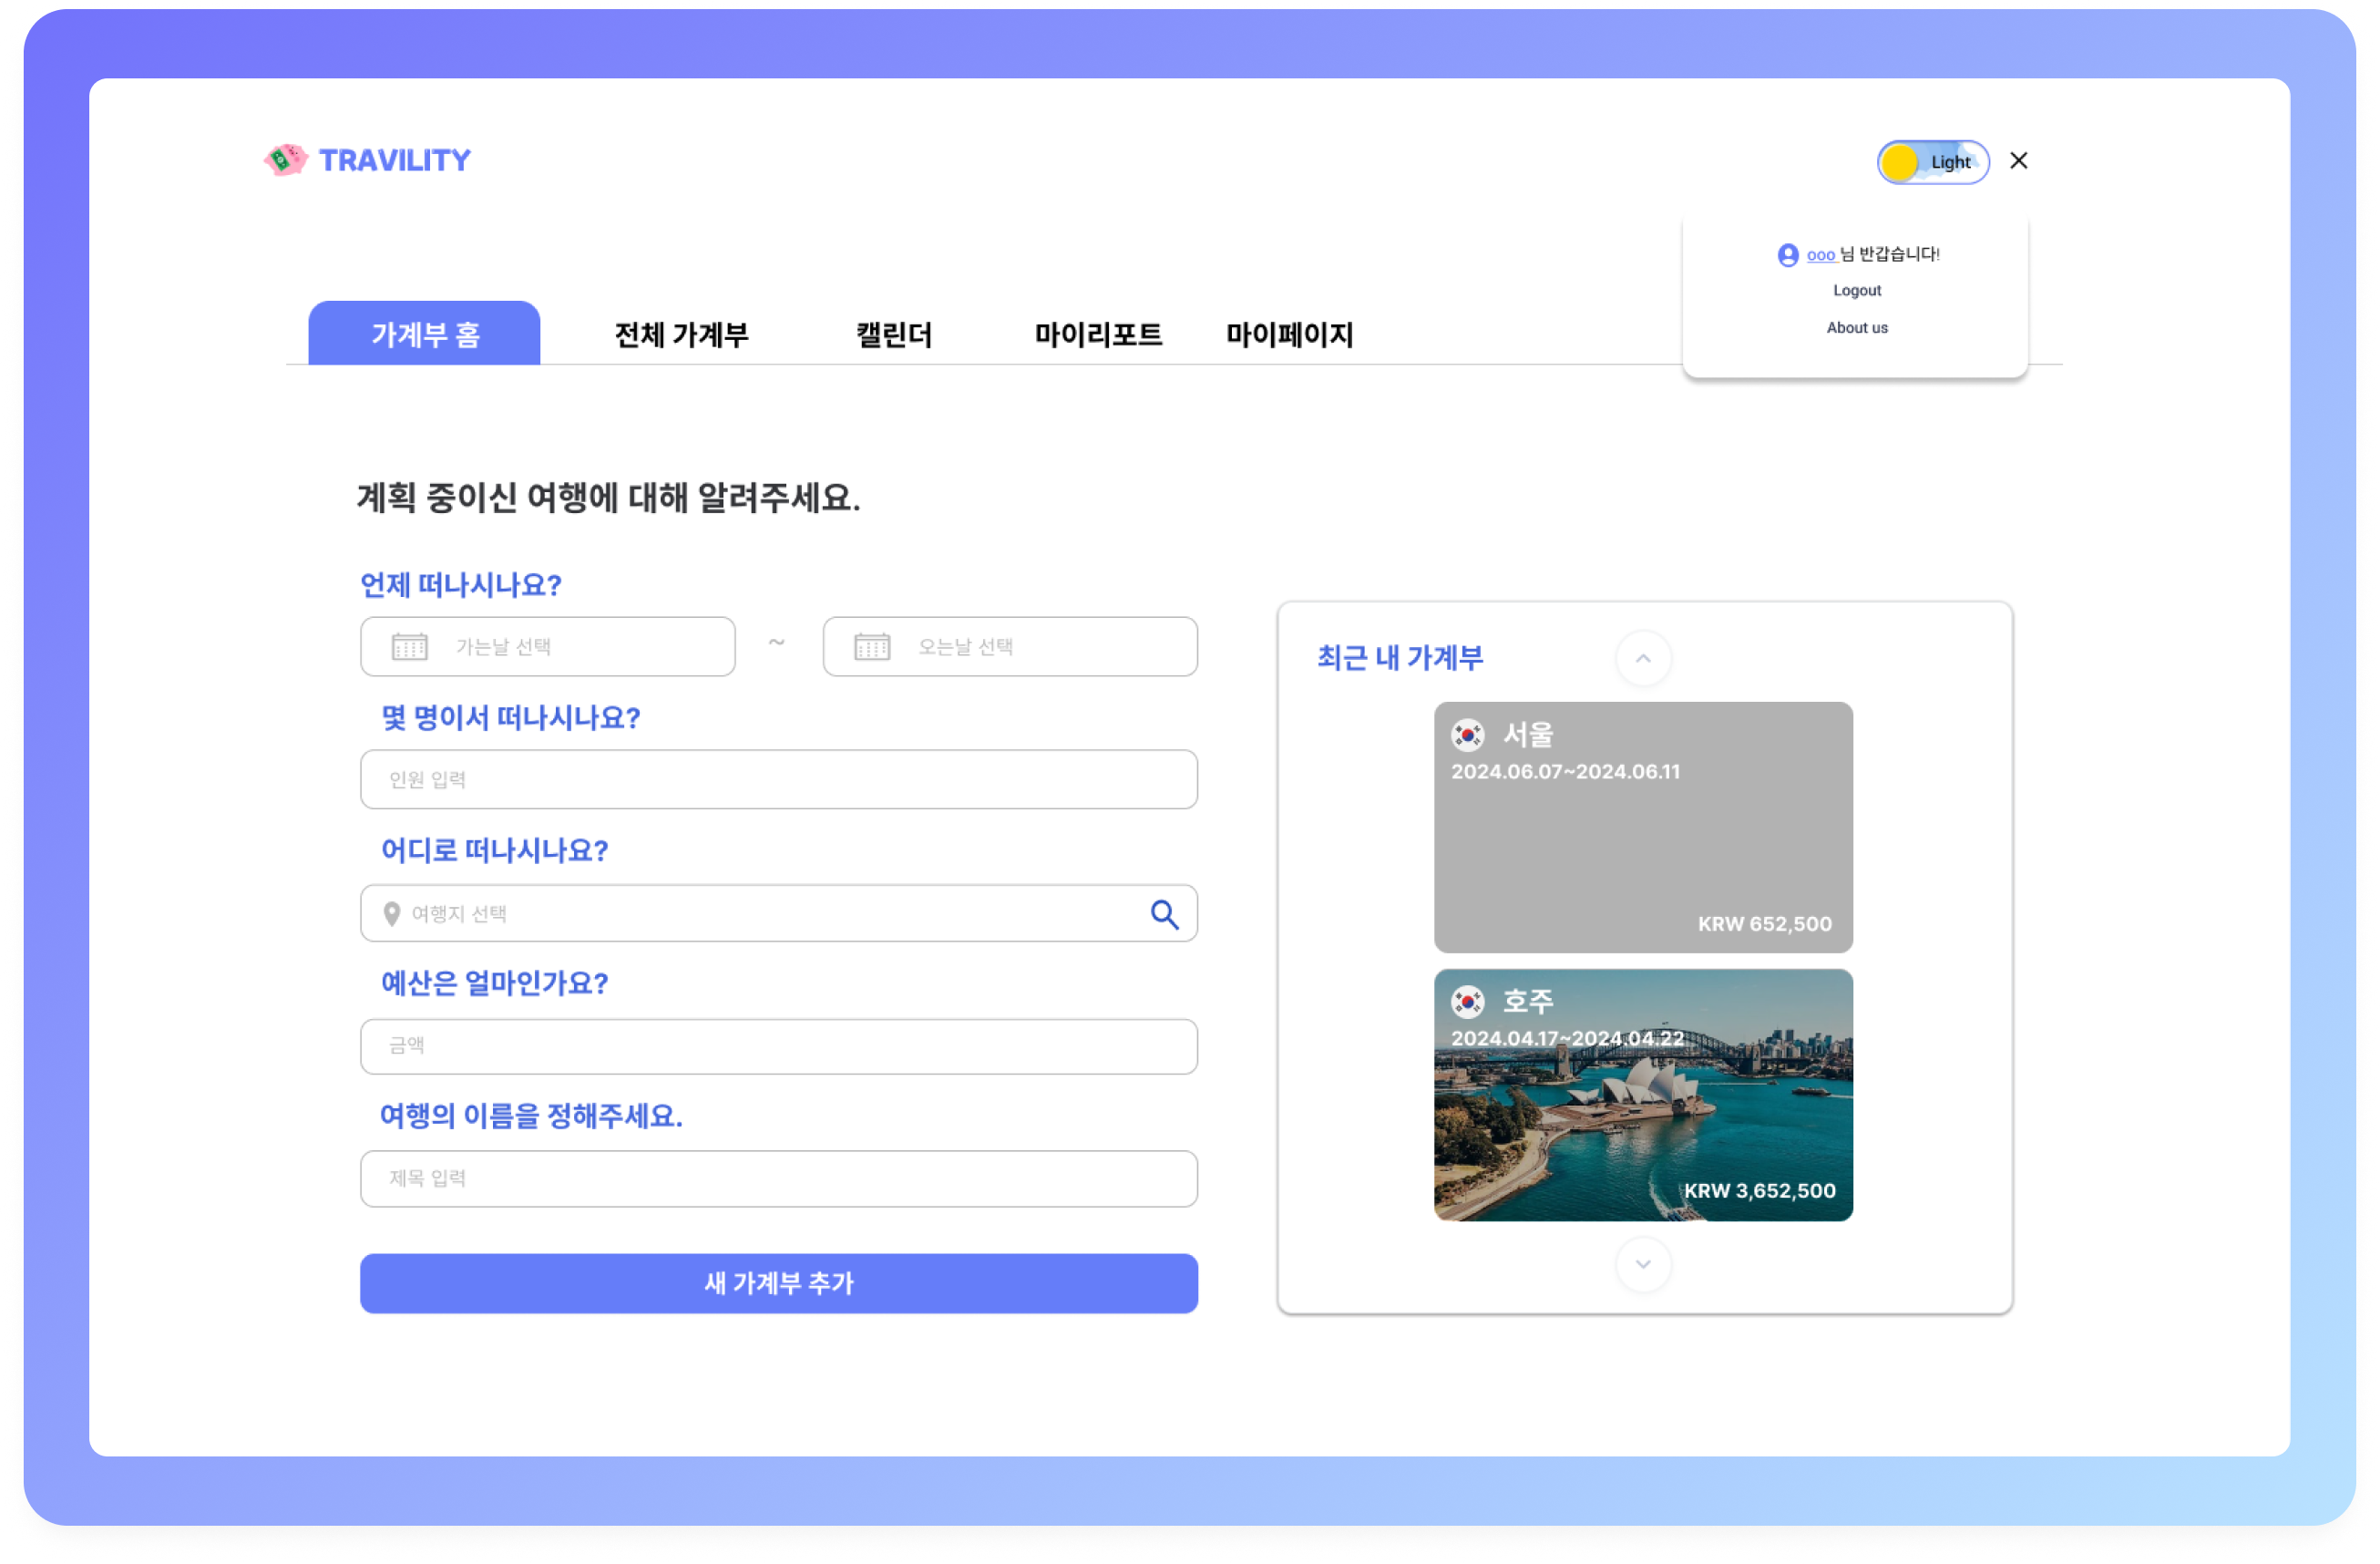 TRAVILITY
Light
ooo 님 반갑습니다!
Logout
About us
가계부 홈
전체 가계부
캘린더
마이리포트
마이페이지
계획 중이신 여행에 대해 알려주세요.
언제 떠나시나요?
가는날 선택
~
오는날 선택
몇 명이서 떠나시나요?
인원 입력
어디로 떠나시나요?
여행지 선택
예산은 얼마인가요?
금액
여행의 이름을 정해주세요.
제목 입력
새 가계부 추가
최근 내 가계부
서울
2024.06.07~2024.06.11
KRW 652,500
호주
2024.04.17~2024.04.22
KRW 3,652,500